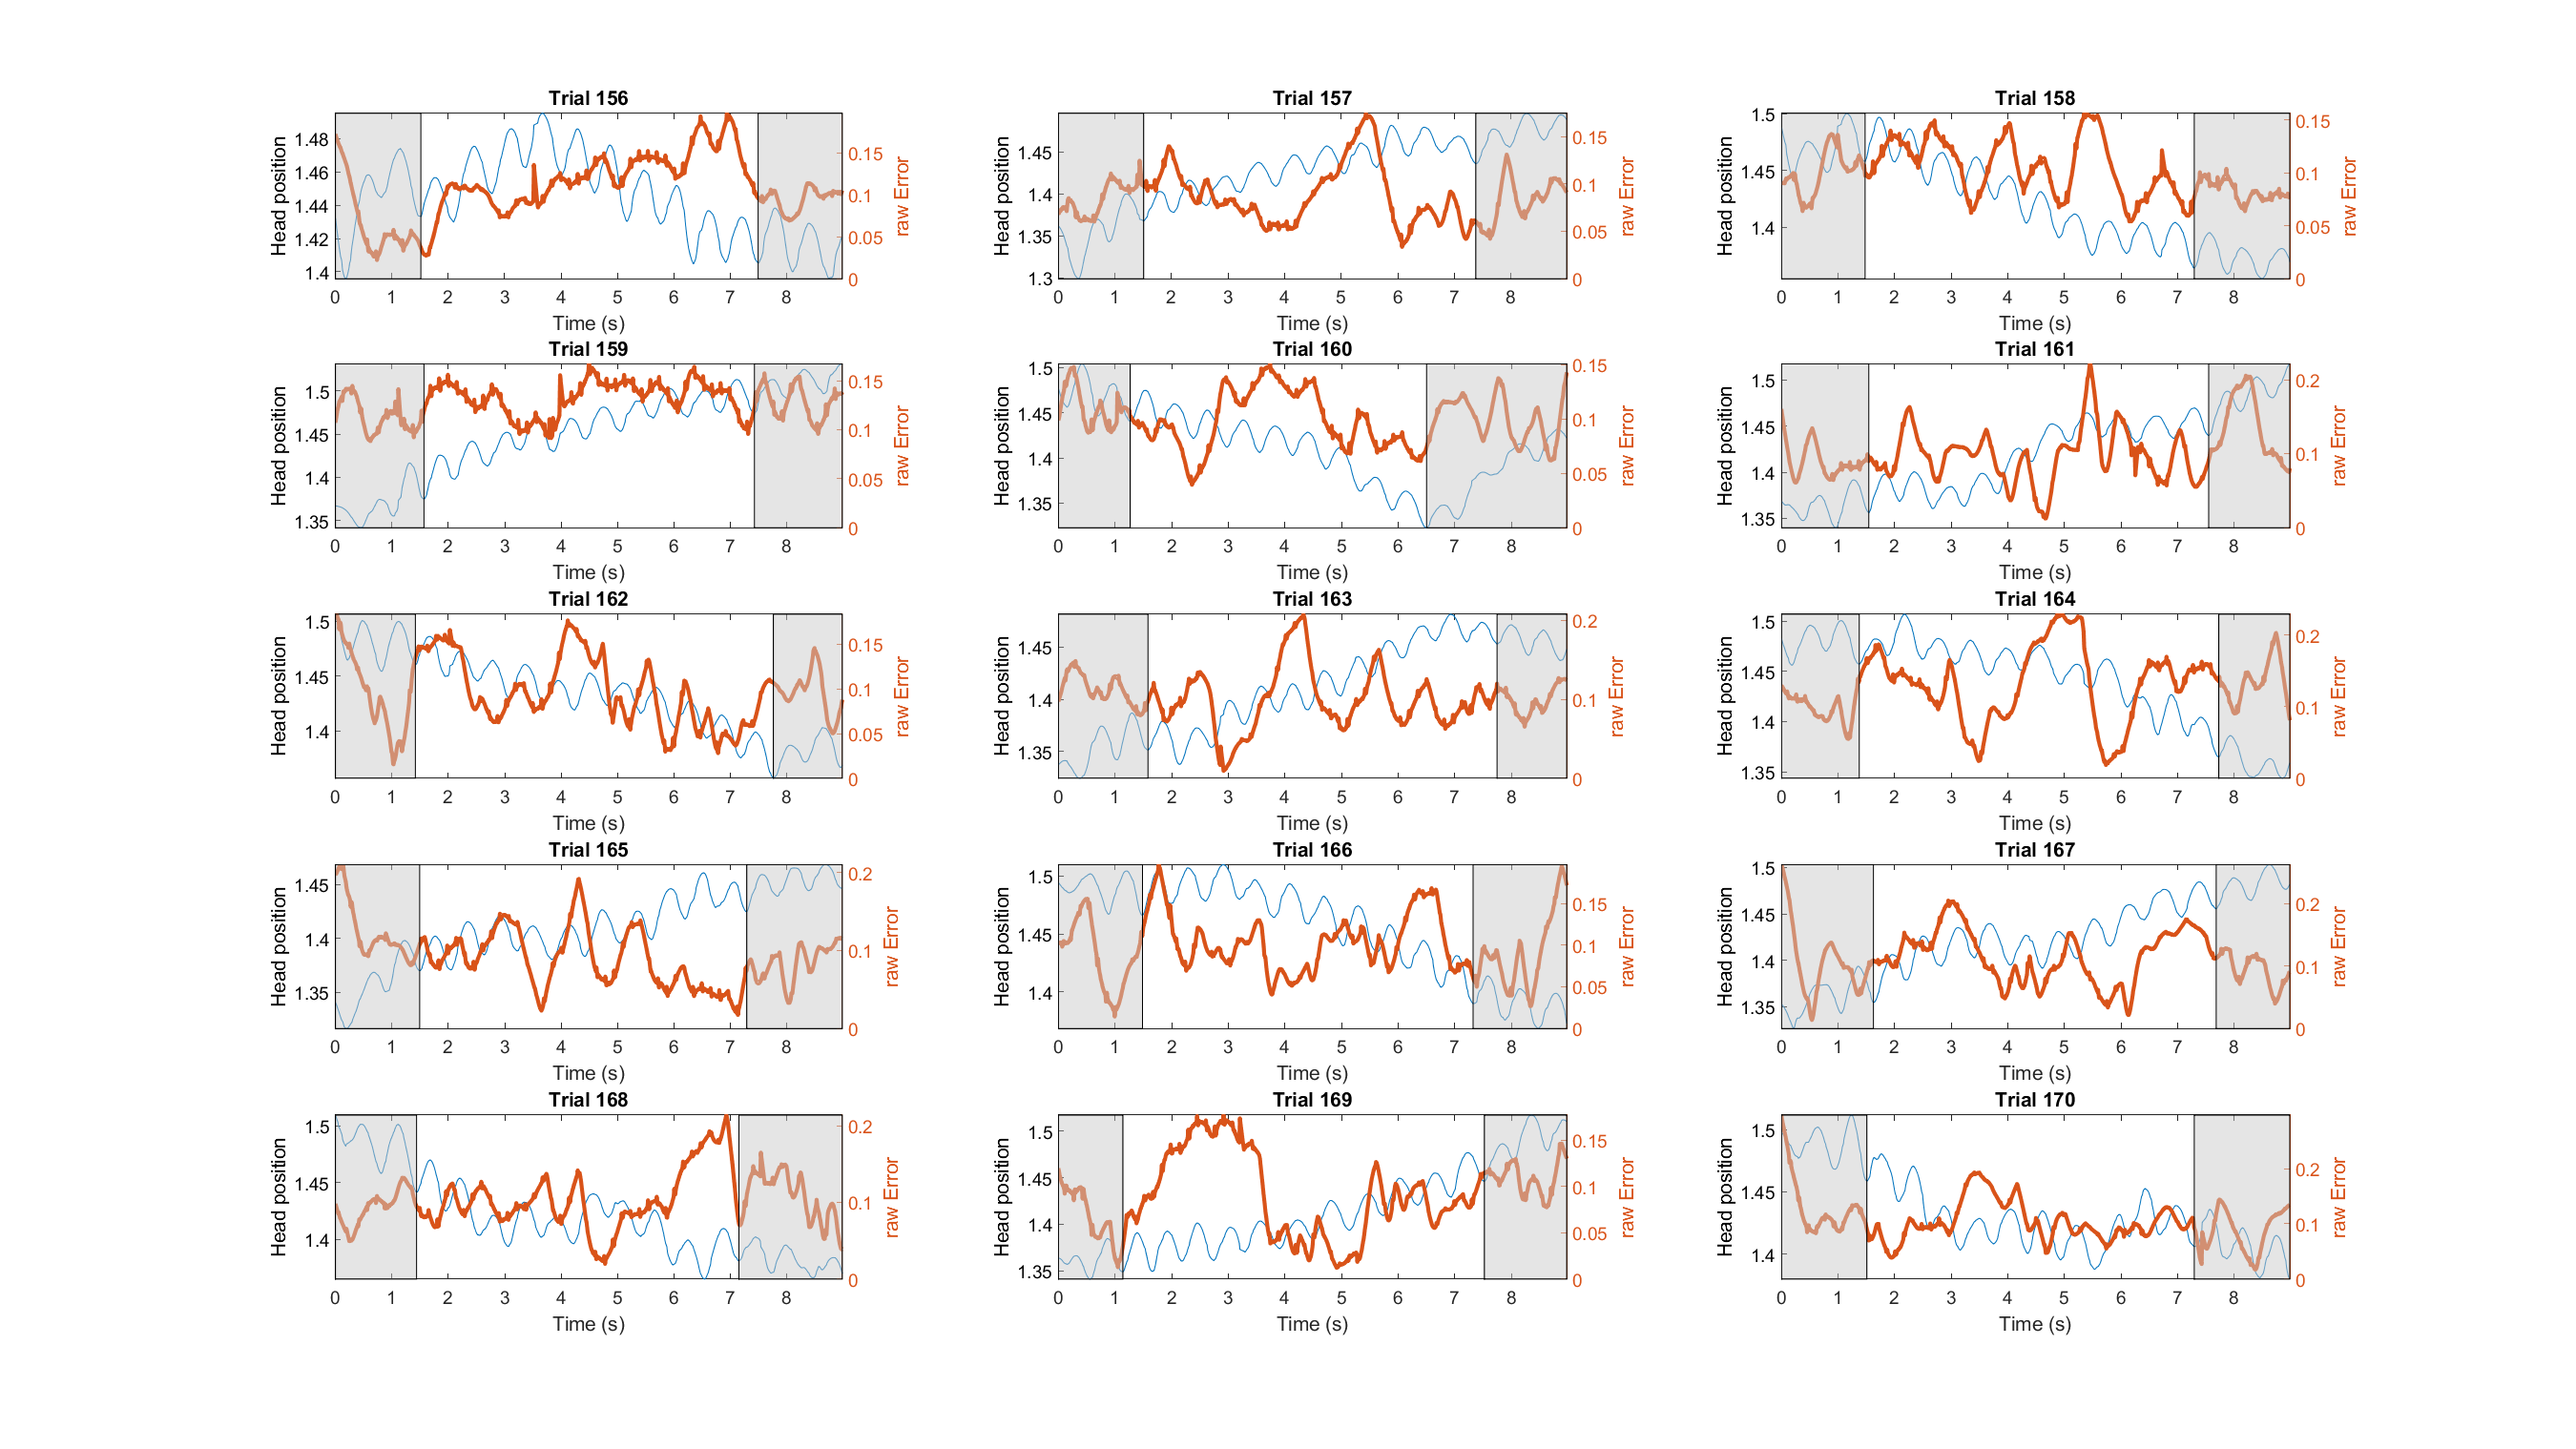 Trial 156
Head position
1.48
1.46
1.44
1.42
1.4
0.15
0.1
0.05
0
raw Error
0 1 2 3 4 5 6 7 8
Time (s)
Trial 157
Head position
1.45
1.4
1.35
1.3
0.15
0.1
0.05
0
raw Error
0 1 2 3 4 5 6 7 8
Time (s)
Trial 158
Head position
1.5
1.45
1.4
0.15
0.1
0.05
0
raw Error
0 1 2 3 4 5 6 7 8
Time (s)
Trial 159
Head position
1.5
1.45
1.4
1.35
0.15
0.1
0.05
0
raw Error
0 1 2 3 4 5 6 7 8
Time (s)
Trial 160
Head position
1.5
1.45
1.4
1.35
0.15
0.1
0.05
0
raw Error
0 1 2 3 4 5 6 7 8
Time (s)
Trial 161
Head position
1.5
1.45
1.4
1.35
0.2
0.1
0
raw Error
0 1 2 3 4 5 6 7 8
Time (s)
Trial 162
Head position
1.5
1.45
1.4
0.15
0.1
0.05
0
raw Error
0 1 2 3 4 5 6 7 8
Time (s)
Trial 163
Head position
1.45
1.4
1.35
0.2
0.1
0
raw Error
0 1 2 3 4 5 6 7 8
Time (s)
Trial 164
Head position
1.5
1.45
1.4
1.35
0.2
0.1
0
raw Error
0 1 2 3 4 5 6 7 8
Time (s)
Trial 165
Head position
1.45
1.4
1.35
0.2
0.1
0
raw Error
0 1 2 3 4 5 6 7 8
Time (s)
Trial 166
Head position
1.5
1.45
1.4
0.15
0.1
0.05
0
raw Error
0 1 2 3 4 5 6 7 8
Time (s)
Trial 167
Head position
1.5
1.45
1.4
1.35
0.2
0.1
0
raw Error
0 1 2 3 4 5 6 7 8
Time (s)
Trial 168
Head position
1.5
1.45
1.4
0.2
0.1
0
raw Error
0 1 2 3 4 5 6 7 8
Time (s)
Trial 169
Head position
1.5
1.45
1.4
1.35
0.15
0.1
0.05
0
raw Error
0 1 2 3 4 5 6 7 8
Time (s)
Trial 170
Head position
1.5
1.45
1.4
0.2
0.1
0
raw Error
0 1 2 3 4 5 6 7 8
Time (s)